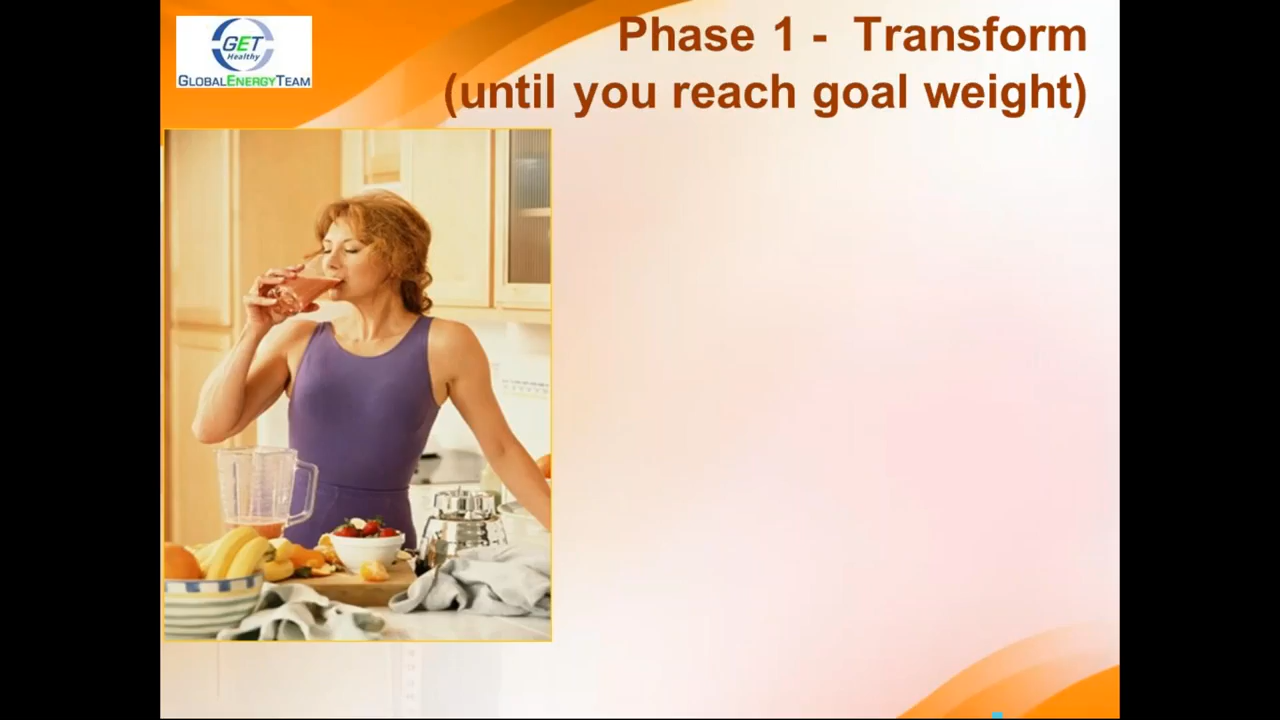 GET
Healthy
GLOBALENERGYTEAM
Phase 1 - Transform
(until you reach goal weight)